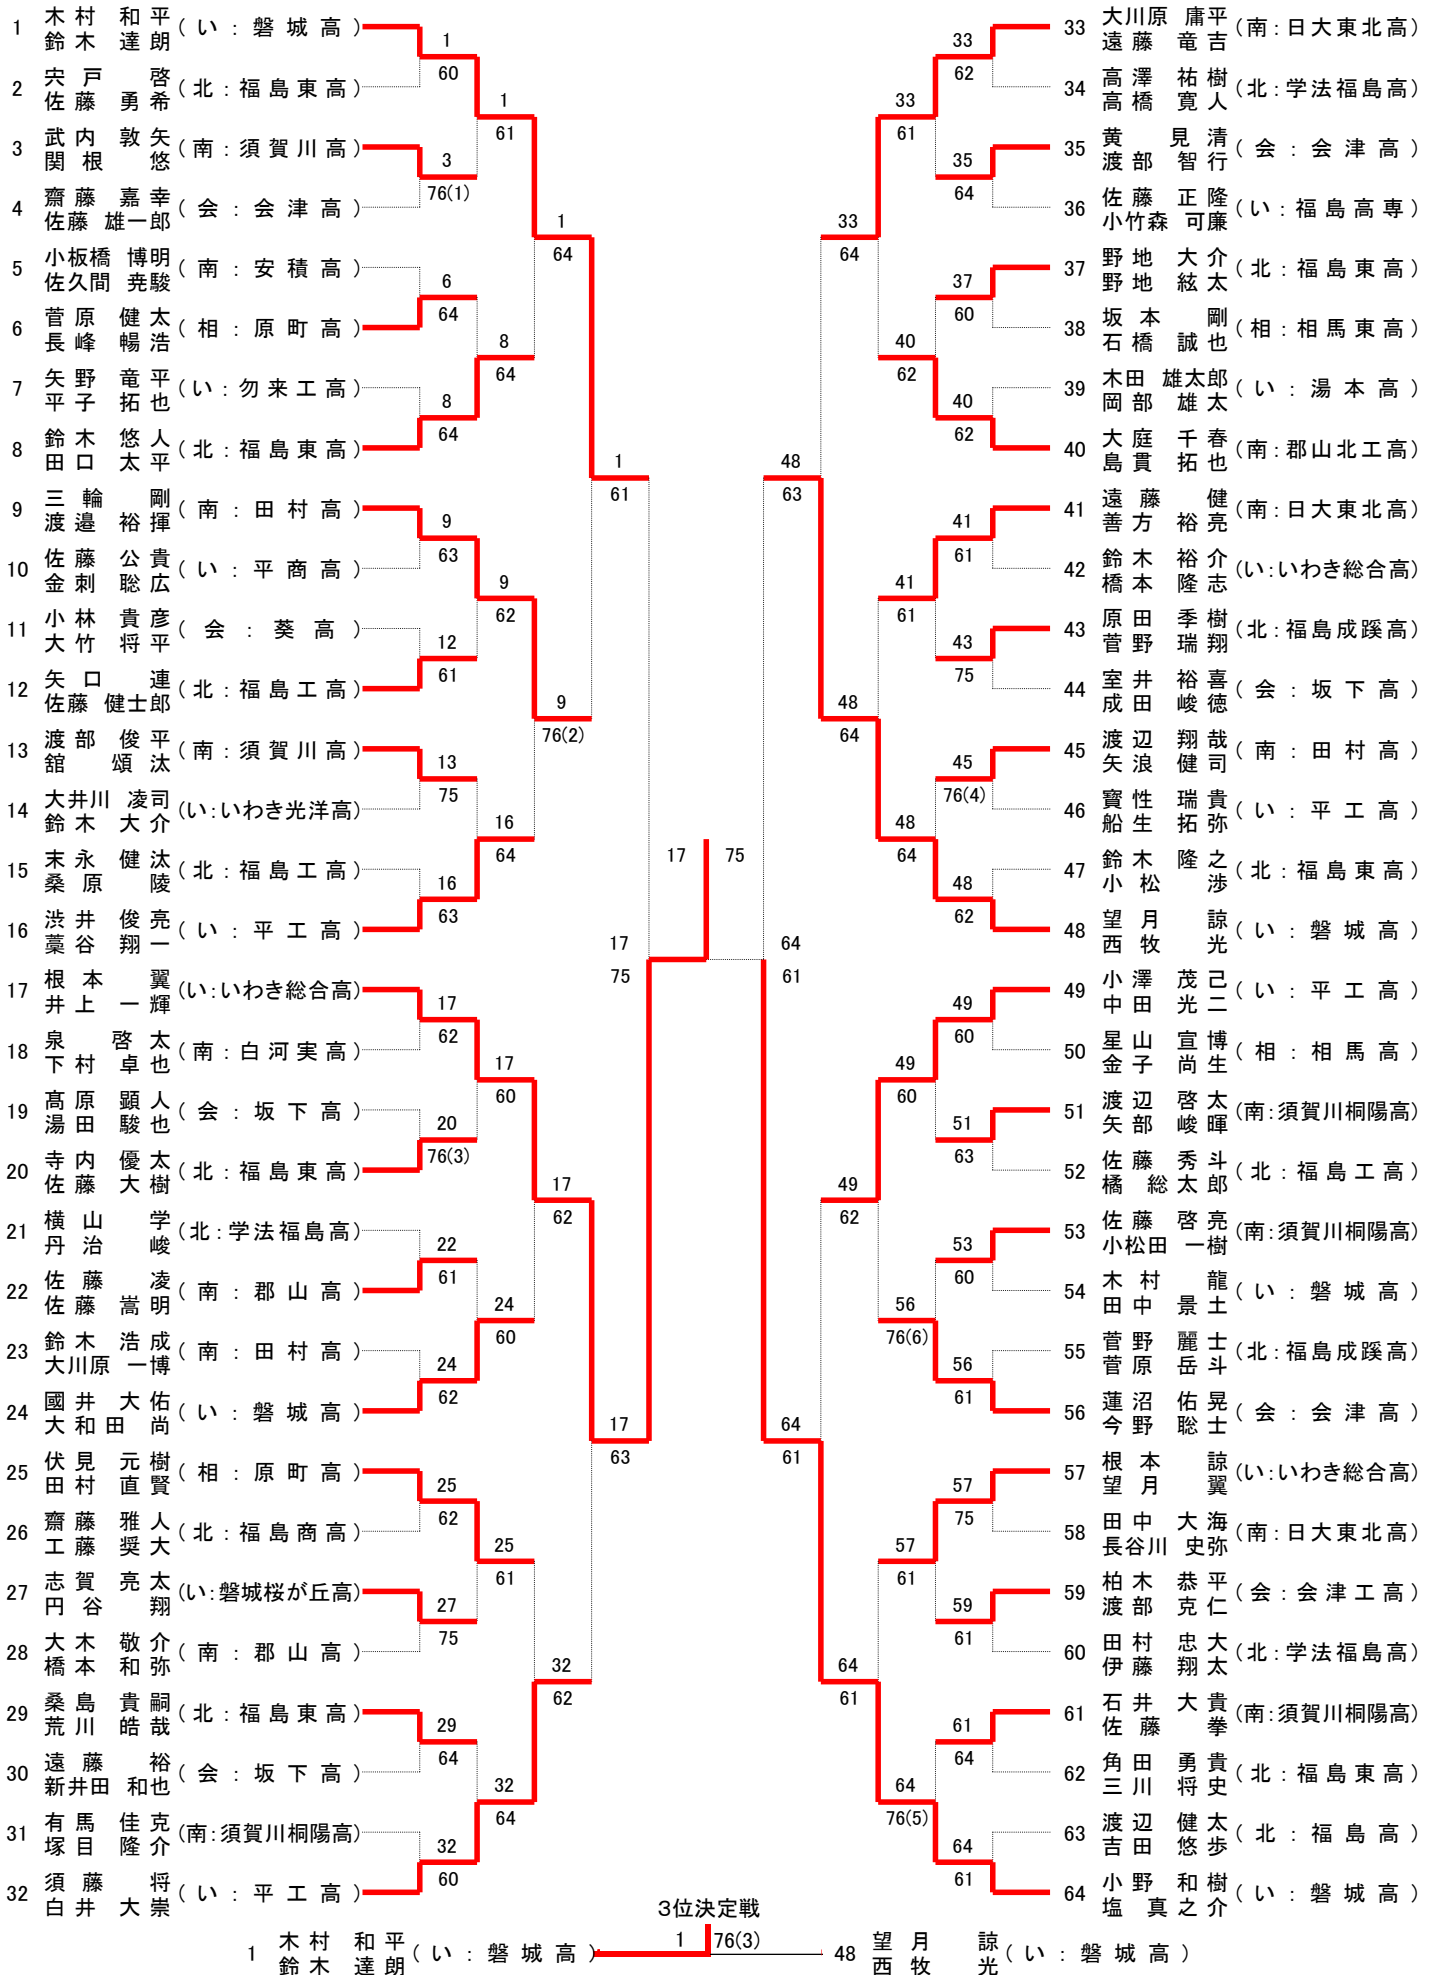 1 木村 和平 鈴木 達朗 (い:磐城高)
2 宍戸 啓 佐藤 勇希 (北:福島東高)
3 武内 敦矢 関根 悠 (南:須賀川高)
4 齋藤 嘉幸 佐藤 雄一郎 (会:会津高)
5 小板橋 博明 佐久間 尭駿 (南:安積高)
6 菅原 健太 長峰 暢浩 (相:原町高)
7 矢野 竜平 平子 拓也 (い:勿来工高)
8 鈴木 悠人 田口 太平 (北:福島東高)
9 三輪 剛 渡邉 裕揮 (南:田村高)
10 佐藤 公貴 金刺 聡広 (い:平商高)
11 小林 貴彦 大竹 将平 (会:葵高)
12 矢口 連 佐藤 健士郎 (北:福島工高)
13 渡部 俊平 舘 頌汰 (南:須賀川高)
14 大井川 凌司 鈴木 大介 (い:いわき光洋高)
15 末永 健汰 桑原 陵 (北:福島工高)
16 渋井 俊亮 藁谷 翔一 (い:平工高)
17 根本 翼 井上 一輝 (い:いわき総合高)
18 泉 啓太 下村 卓也 (南:白河実高)
19 髙原 顕人 湯田 駿也 (会:坂下高)
20 寺内 優太 佐藤 大樹 (北:福島東高)
21 横山 学 丹治 峻 (北:学法福島高)
22 佐藤 凌 佐藤 嵩明 (南:郡山高)
23 鈴木 浩成 大川原 一博 (南:田村高)
24 國井 大佑 大和田 尚 (い:磐城高)
25 伏見 元樹 田村 直賢 (相:原町高)
26 齋藤 雅人 工藤 奨大 (北:福島商高)
27 志賀 亮太 円谷 翔 (い:磐城桜が丘高)
28 大木 敬介 橋本 和弥 (南:郡山高)
29 桑島 貴嗣 荒川 皓哉 (北:福島東高)
30 遠藤 裕 新井田 和也 (会:坂下高)
31 有馬 佳克 塚目 隆介 (南:須賀川桐陽高)
32 須藤 将 白井 大崇 (い:平工高)
1 60
3 76(1)
6 64
8 64
9 63
12 61
13 75
16 63
17 62
20 76(3)
22 61
24 62
25 62
27 75
29 64
32 60
1 61
8 64
9 62
16 64
17 60
24 60
25 61
32 64
1 64
9 76(2)
17 62
32 62
1 61
17 63
17 75
17 75
64 61
48 63
64 61
33 64
48 64
49 62
64 61
33 61
40 62
41 61
48 64
49 60
56 76(6)
57 61
64 76(5)
33 62
35 64
37 60
40 62
41 61
43 75
45 76(4)
48 62
49 60
51 63
53 60
56 61
57 75
59 61
61 64
64 61
33 大川原 庸平 遠藤 竜吉 (南:日大東北高)
34 高澤 祐樹 高橋 寛人 (北:学法福島高)
35 黄 見清 渡部 智行 (会:会津高)
36 佐藤 正隆 小竹森 可廉 (い:福島高専)
37 野地 大介 野地 絃太 (北:福島東高)
38 坂本 剛 石橋 誠也 (相:相馬東高)
39 木田 雄太郎 岡部 雄太 (い:湯本高)
40 大庭 千春 島貫 拓也 (南:郡山北工高)
41 遠藤 健 善方 裕亮 (南:日大東北高)
42 鈴木 裕介 橋本 隆志 (い:いわき総合高)
43 原田 季樹 菅野 瑞翔 (北:福島成蹊高)
44 室井 裕喜 成田 峻徳 (会:坂下高)
45 渡辺 翔哉 矢浪 健司 (南:田村高)
46 寳性 瑞貴 船生 拓弥 (い:平工高)
47 鈴木 隆之 小松 渉 (北:福島東高)
48 望月 諒 西牧 光 (い:磐城高)
49 小澤 茂己 中田 光二 (い:平工高)
50 星山 宣博 金子 尚生 (相:相馬高)
51 渡辺 啓太 矢部 峻暉 (南:須賀川桐陽高)
52 佐藤 秀斗 橘 総太郎 (北:福島工高)
53 佐藤 啓亮 小松田 一樹 (南:須賀川桐陽高)
54 木村 龍 田中 景土 (い:磐城高)
55 菅野 麗士 菅原 岳斗 (北:福島成蹊高)
56 蓮沼 佑晃 今野 聡士 (会:会津高)
57 根本 諒 望月 翼 (い:いわき総合高)
58 田中 大海 長谷川 史弥 (南:日大東北高)
59 柏木 恭平 渡部 克仁 (会:会津工高)
60 田村 忠大 伊藤 翔太 (北:学法福島高)
61 石井 大貴 佐藤 拳 (南:須賀川桐陽高)
62 角田 勇貴 三川 将史 (北:福島東高)
63 渡辺 健太 吉田 悠歩 (北:福島高)
64 小野 和樹 塩 真之介 (い:磐城高)
3位決定戦
1 木村 和平 鈴木 達朗 (い:磐城高) 1 76(3) 48 望月 諒 西牧 光 (い:磐城高)